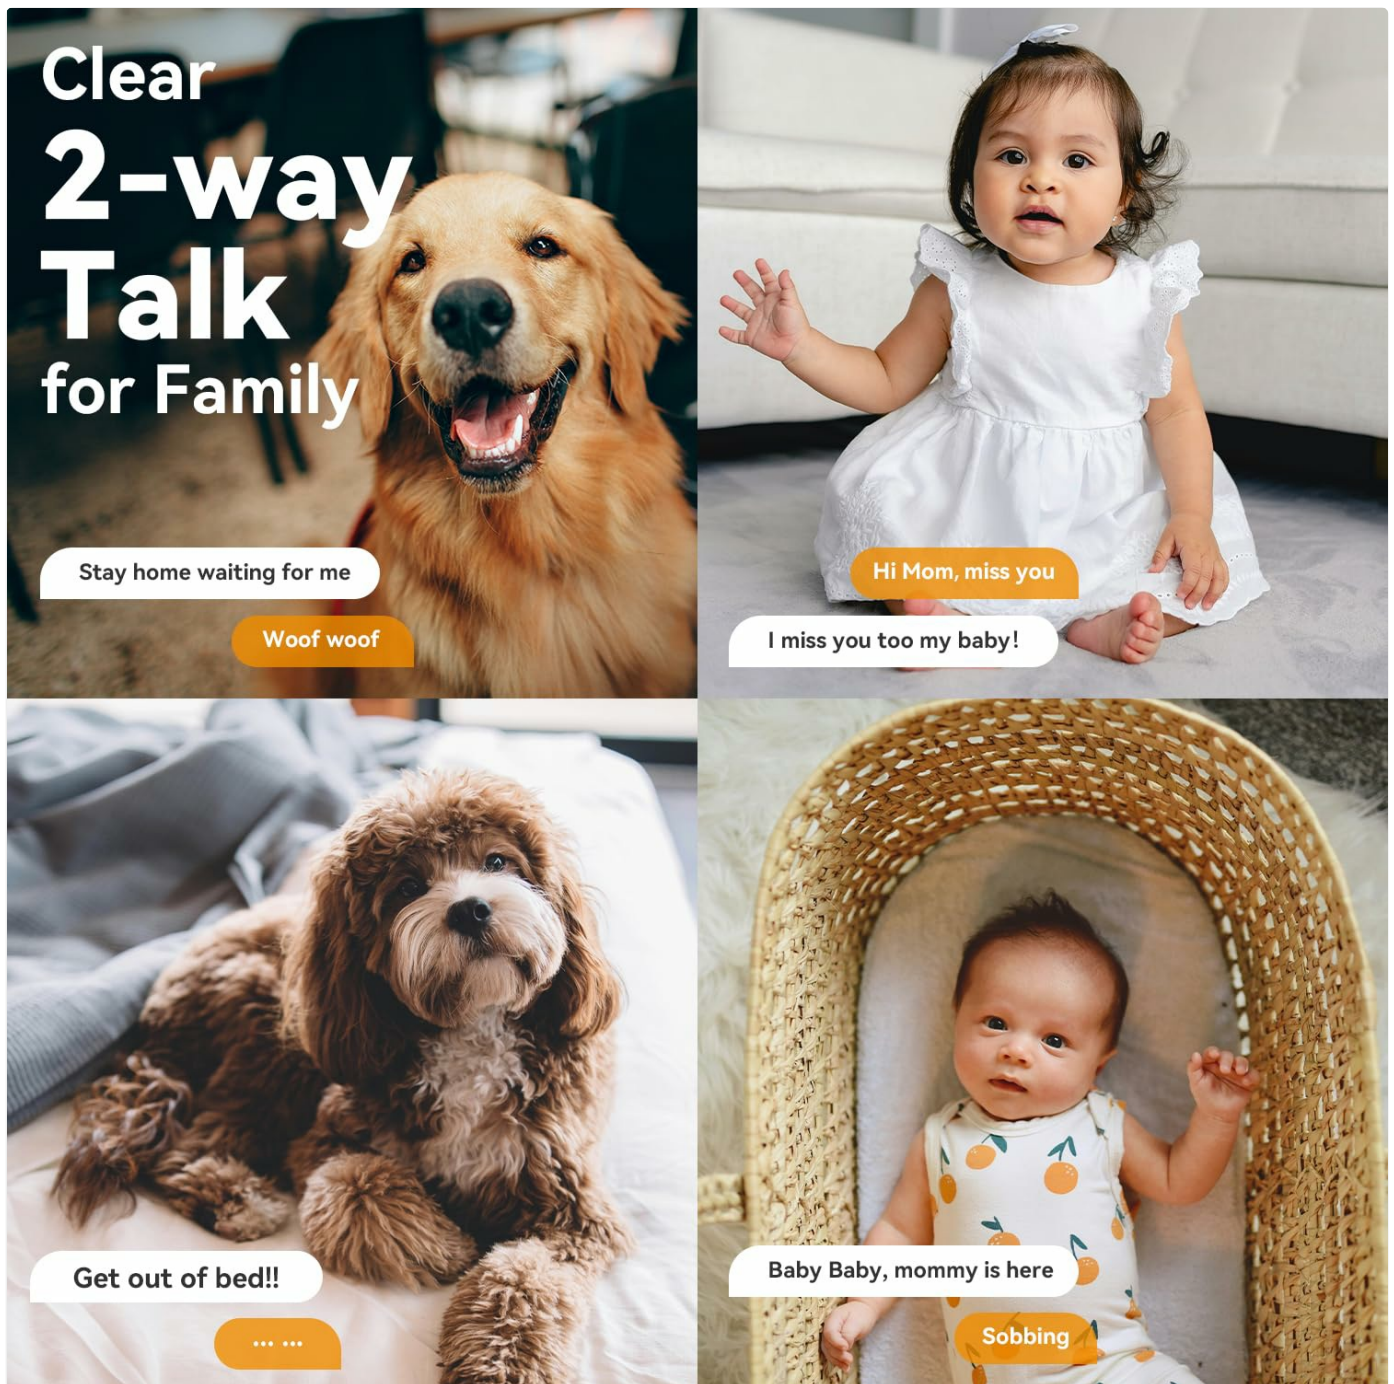 Clear
2-way
Talk
for Family
Stay home waiting for me
Woof woof
Hi Mom, miss you
I miss you too my baby!
Get out of bed!!
... ...
Baby Baby, mommy is here
Sobbing